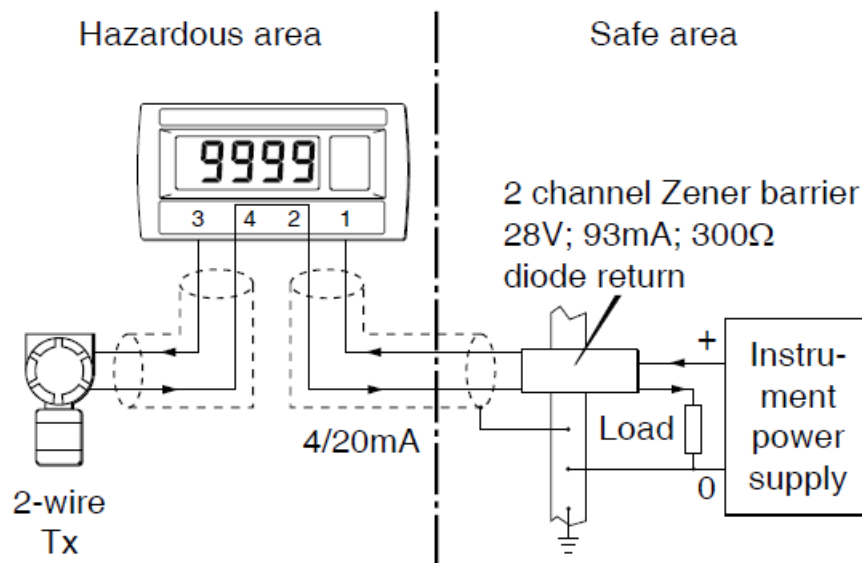 Hazardous area
Safe area
9999
3 4 2 1
2 channel Zener barrier
28V; 93mA; 300Ω
diode return
+
Instru-
ment
power
supply
Load
0
4/20mA
2-wire
Tx